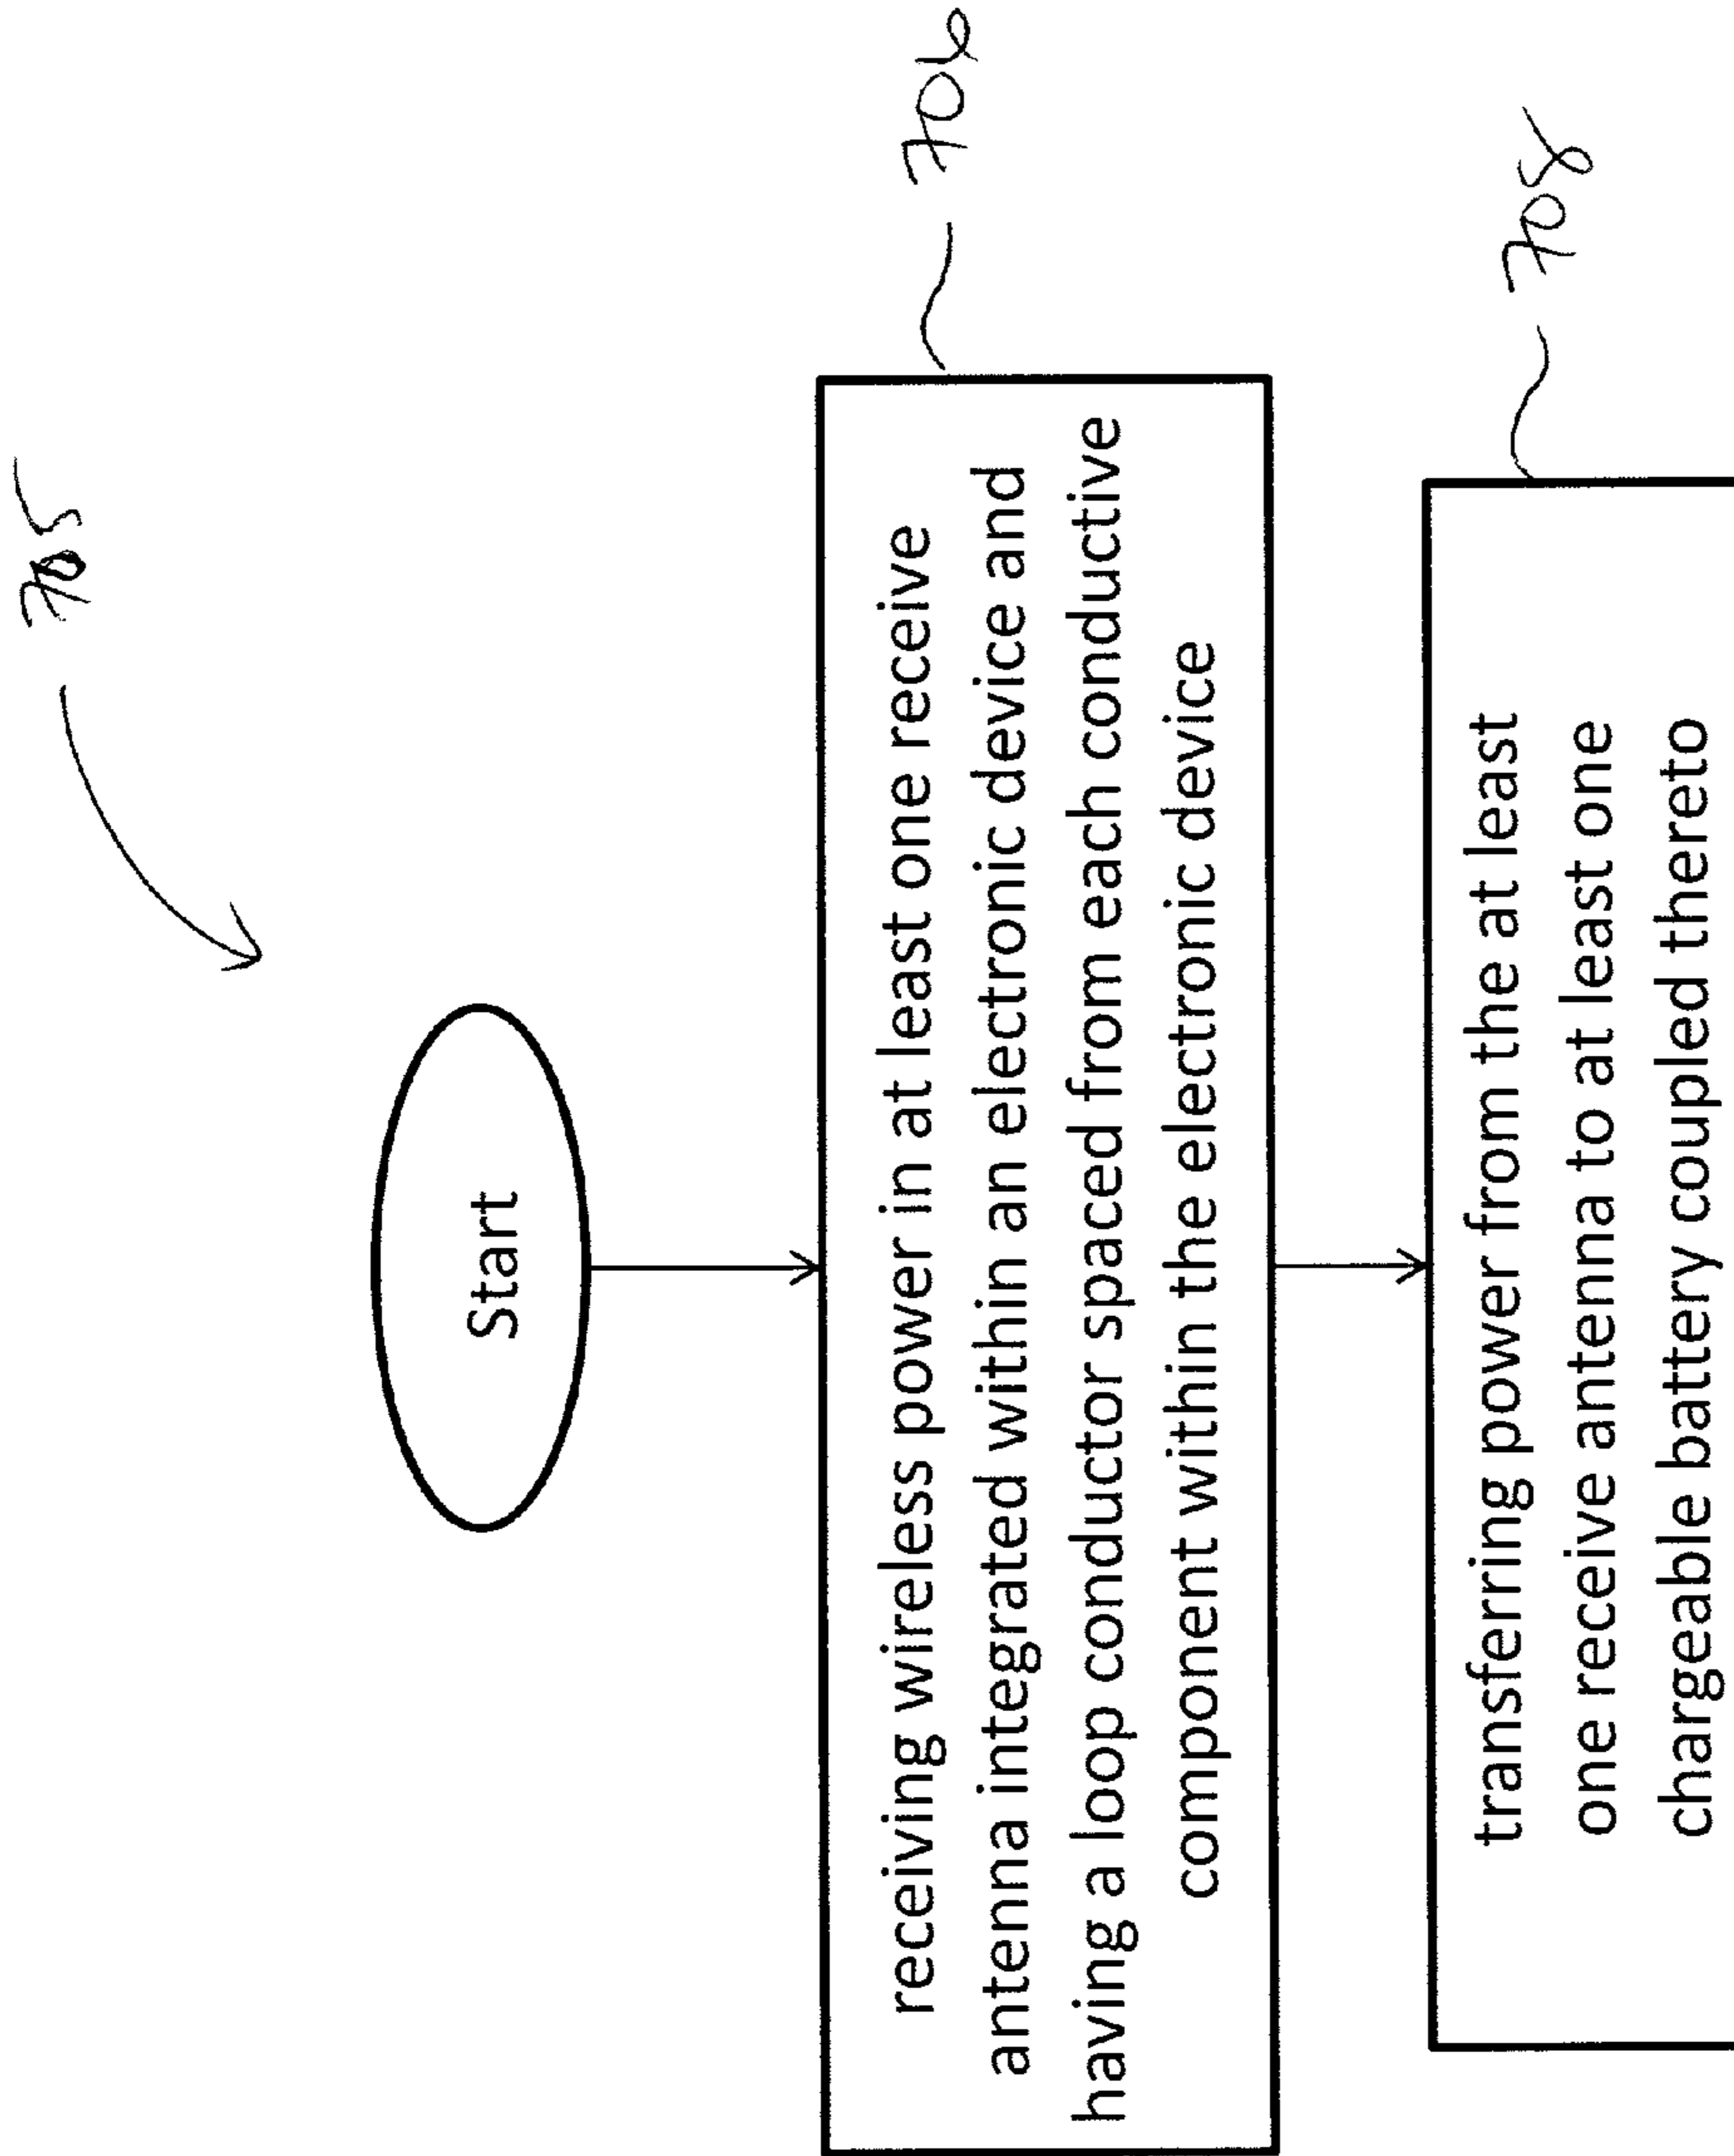 705
Start
receiving wireless power in at least one receive
antenna integrated within an electronic device and
having a loop conductor spaced from each conductive
component within the electronic device
706
transferring power from the at least
one receive antenna to at least one
chargeable battery coupled thereto
708